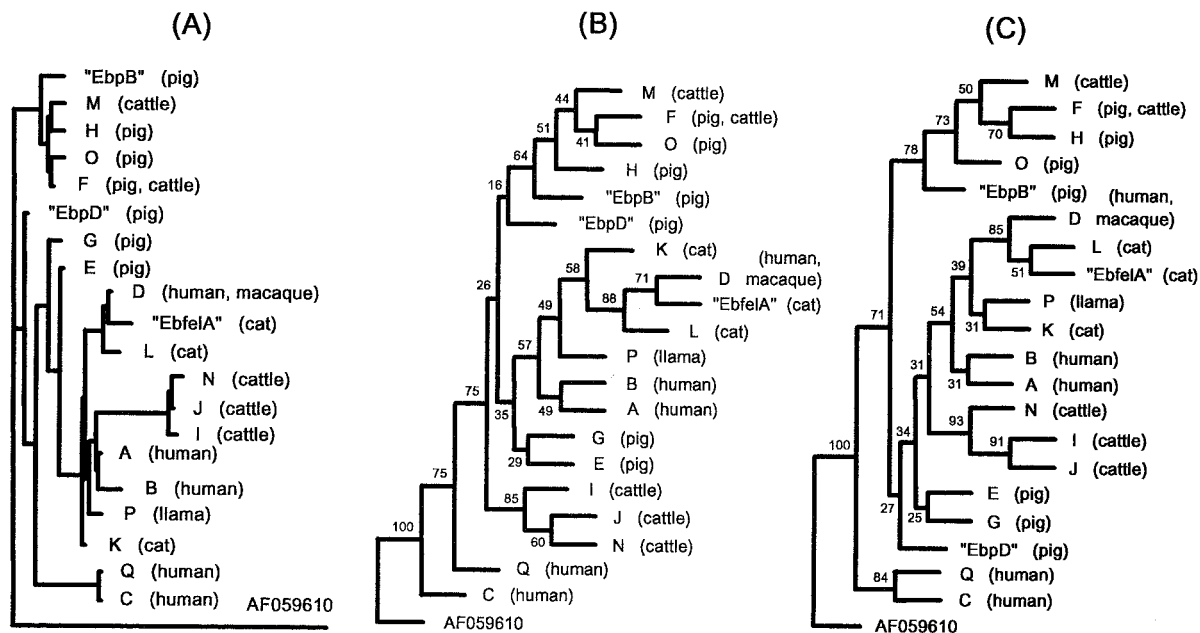 (A)
"EbpB" (pig)
M (cattle)
H (pig)
O (pig)
F (pig, cattle)
"EbpD" (pig)
G (pig)
E (pig)
D (human, macaque)
"EbfelA" (cat)
L (cat)
N (cattle)
J (cattle)
I (cattle)
A (human)
B (human)
P (llama)
K (cat)
Q (human)
C (human)
AF059610
(B)
44
M (cattle)
F (pig, cattle)
51
41
O (pig)
64
H (pig)
16
"EbpB" (pig)
"EbpD" (pig)
K (cat)
(human,
58
71
D macaque)
26
88
"EbfelA" (cat)
49
L (cat)
57
P (llama)
B (human)
75
35
49
A (human)
G (pig)
29
E (pig)
75
85
I (cattle)
J (cattle)
100
60
N (cattle)
Q (human)
C (human)
AF059610
(C)
50
M (cattle)
F (pig, cattle)
73
70
H (pig)
78
O (pig)
"EbpB" (pig)
(human,
85
D macaque)
L (cat)
39
51
"EbfelA" (cat)
P (llama)
71
54
31
K (cat)
B (human)
31
31
A (human)
N (cattle)
93
91
I (cattle)
34
J (cattle)
100
E (pig)
27
25
G (pig)
"EbpD" (pig)
84
Q (human)
C (human)
AF059610